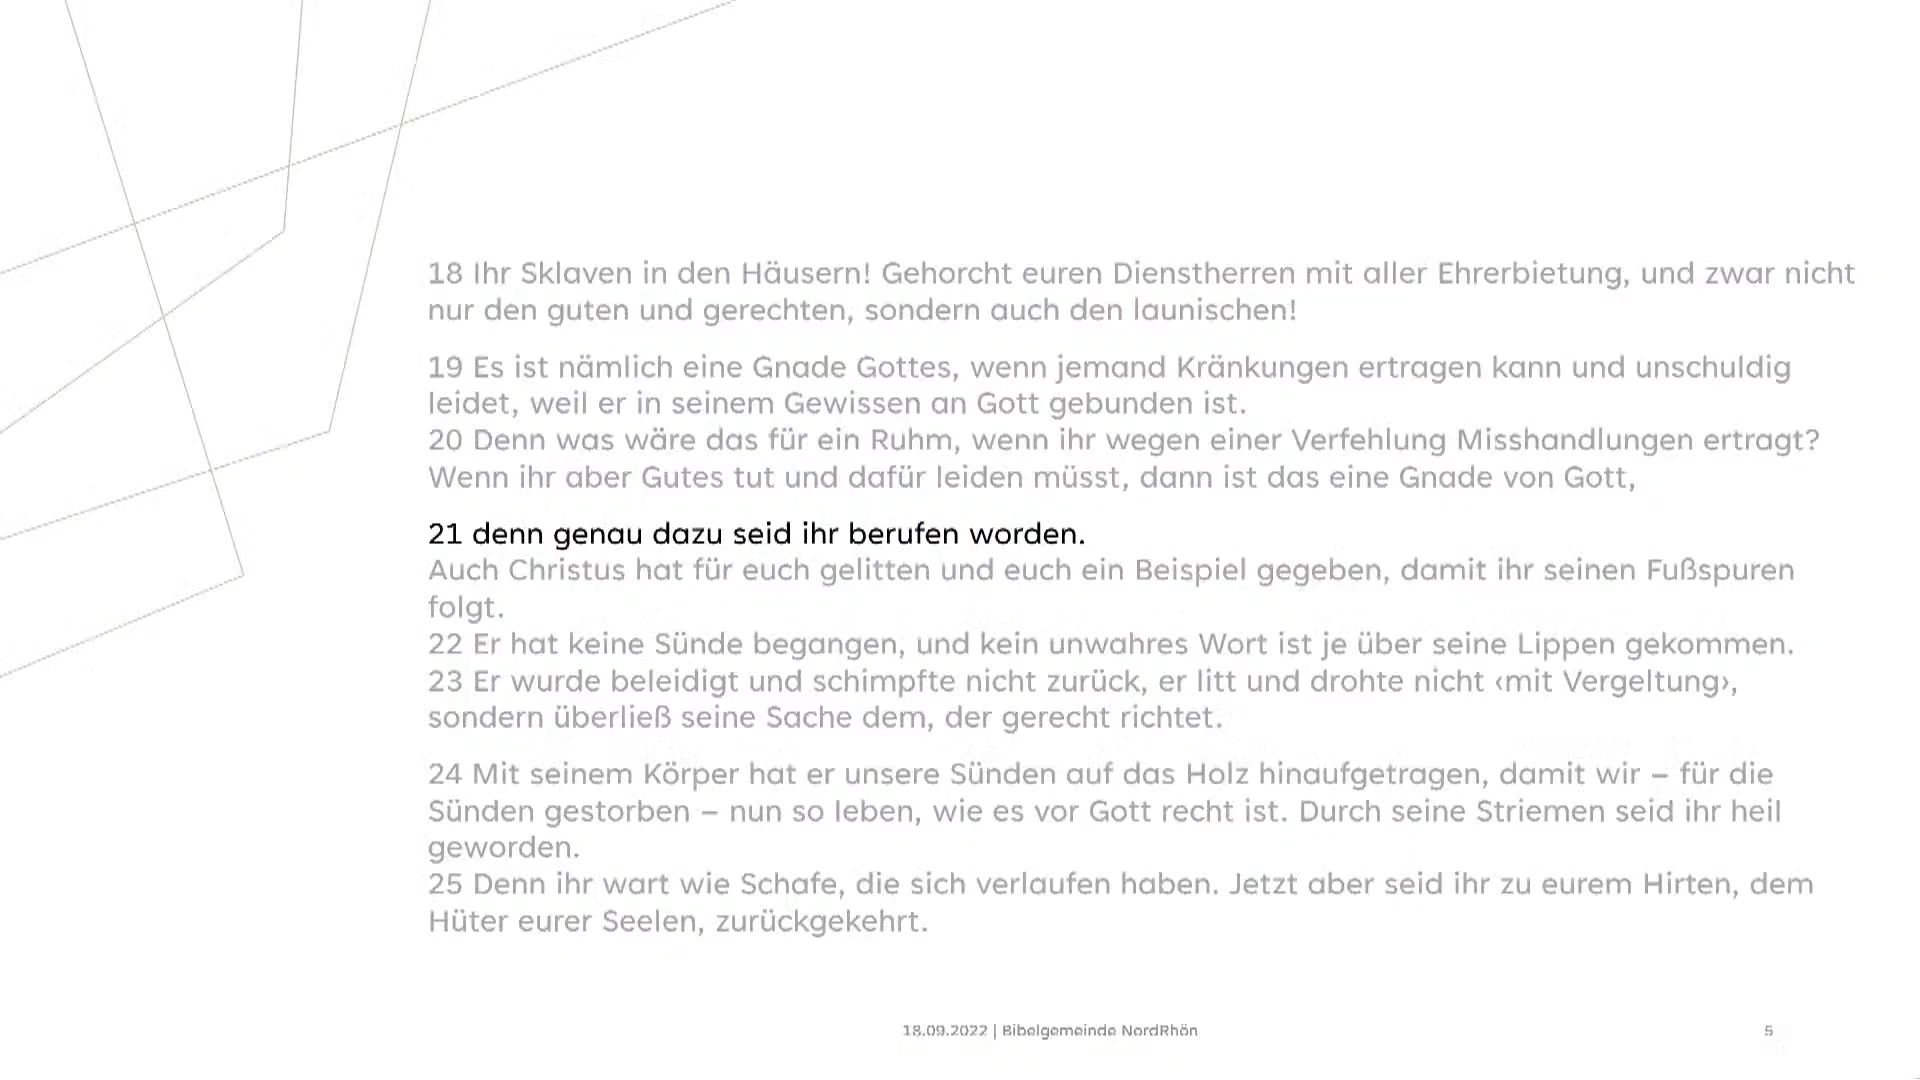 18 Ihr Sklaven in den Häusern! Gehorcht euren Dienstherren mit aller Ehrerbietung, und zwar nicht
nur den guten und gerechten, sondern auch den launischen!
19 Es ist nämlich eine Gnade Gottes, wenn jemand Kränkungen ertragen kann und unschuldig
leidet, weil er in seinem Gewissen an Gott gebunden ist.
20 Denn was wäre das für ein Ruhm, wenn ihr wegen einer Verfehlung Misshandlungen ertragt?
Wenn ihr aber Gutes tut und dafür leiden müsst, dann ist das eine Gnade von Gott,
21 denn genau dazu seid ihr berufen worden.
Auch Christus hat für euch gelitten und euch ein Beispiel gegeben, damit ihr seinen Fußspuren
folgt.
22 Er hat keine Sünde begangen, und kein unwahres Wort ist je über seine Lippen gekommen.
23 Er wurde beleidigt und schimpfte nicht zurück, er litt und drohte nicht ‹mit Vergeltung›,
sondern überließ seine Sache dem, der gerecht richtet.
24 Mit seinem Körper hat er unsere Sünden auf das Holz hinaufgetragen, damit wir – für die
Sünden gestorben – nun so leben, wie es vor Gott recht ist. Durch seine Striemen seid ihr heil
geworden.
25 Denn ihr wart wie Schafe, die sich verlaufen haben. Jetzt aber seid ihr zu eurem Hirten, dem
Hüter eurer Seelen, zurückgekehrt.
18.09.2022 | Bibelgemeinde NordRhön
5